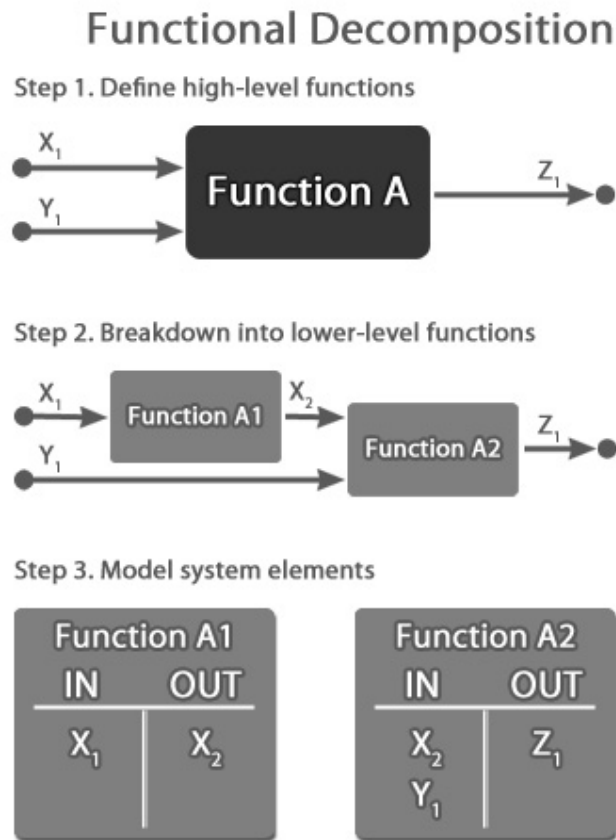 Functional Decomposition
Step 1. Define high-level functions
X₁
Y₁
Function A
Z₁
Step 2. Breakdown into lower-level functions
X₁
Function A1
X₂
Y₁
Function A2
Z₁
Step 3. Model system elements
Function A1
IN OUT
X₁ X₂
Function A2
IN OUT
X₂ Z₁
Y₁